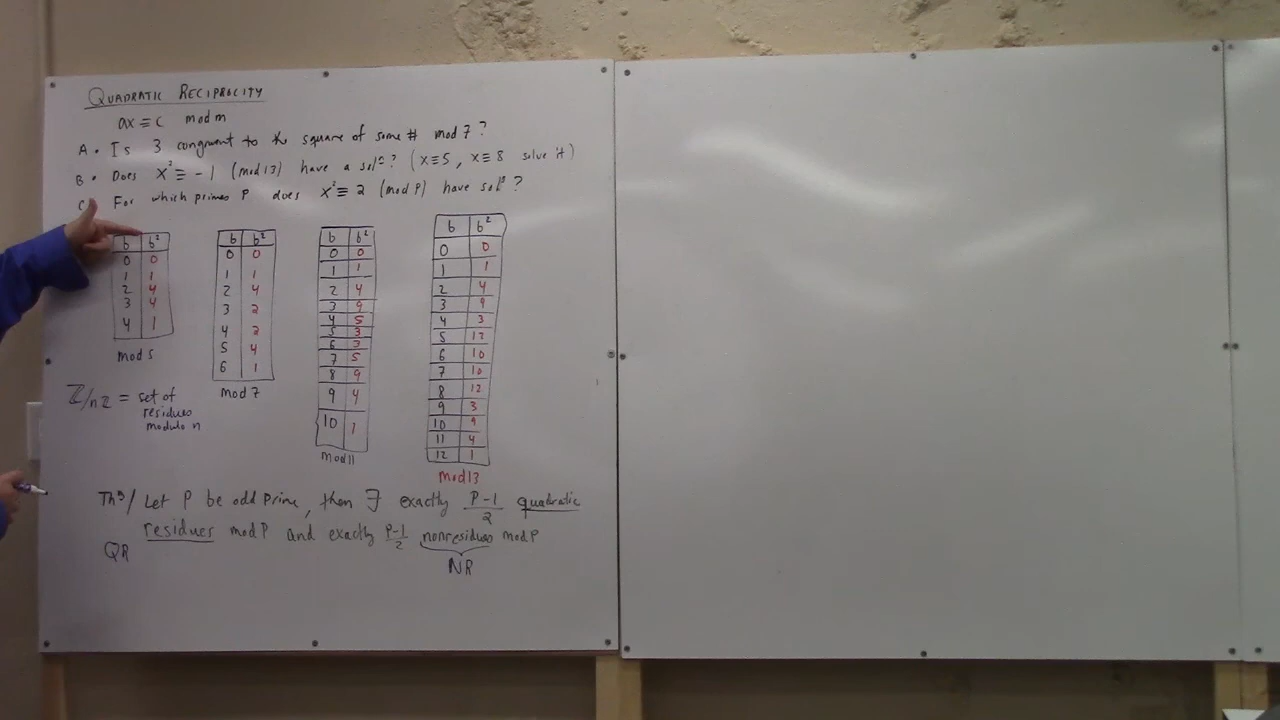 QUADRATIC RECIPROCITY
ax ≡ c mod m
A • Is 3 congruent to the square of some # mod 7?
B • Does x² ≡ -1 (mod 13) have a solⁿ? (x≡5, x≡8 solve it)
C For which primes P does x² ≡ 2 (mod P) have solⁿ?
b b²
0 0
1 1
2 4
3 4
4 1
mod 5
b b²
0 0
1 1
2 4
3 2
4 2
5 4
6 1
mod 7
b b²
0 0
1 1
2 4
3 9
4 5
5 3
6 3
7 5
8 9
9 4
10 1
mod 11
b b²
0 0
1 1
2 4
3 9
4 3
5 12
6 10
7 10
8 12
9 3
10 9
11 4
12 1
mod 13
ℤ/nℤ = set of
residues
modulo n
Thᵐ/ Let P be odd prime, then ∃ exactly P-1/2 quadratic
residues mod P and exactly P-1/2 nonresidues mod P
QR
NR